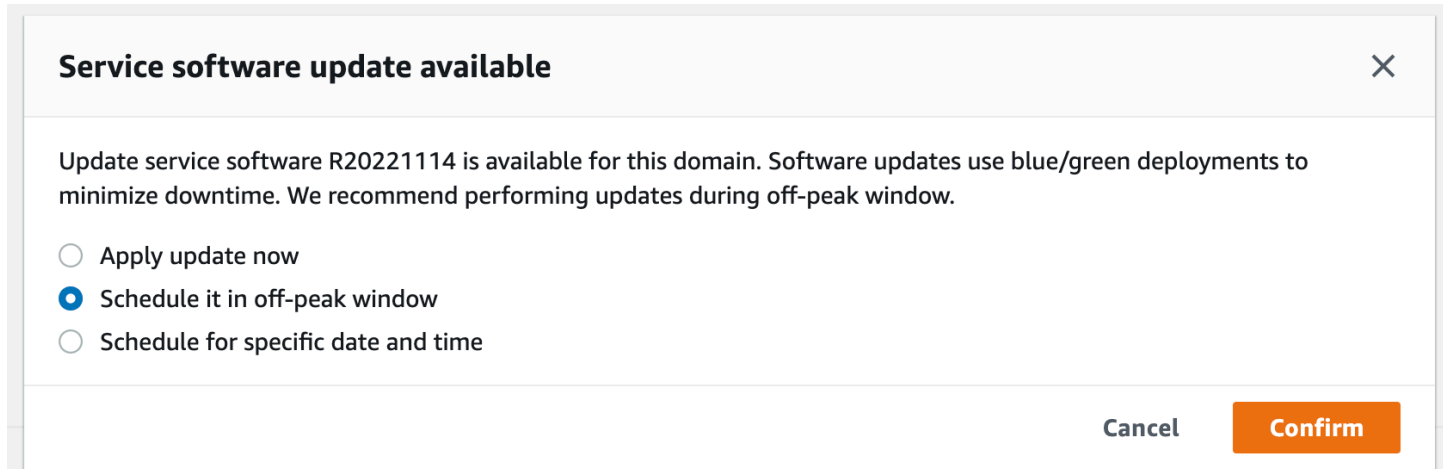 Service software update available
Update service software R20221114 is available for this domain. Software updates use blue/green deployments to
minimize downtime. We recommend performing updates during off-peak window.
Apply update now
Schedule it in off-peak window
Schedule for specific date and time
Cancel Confirm